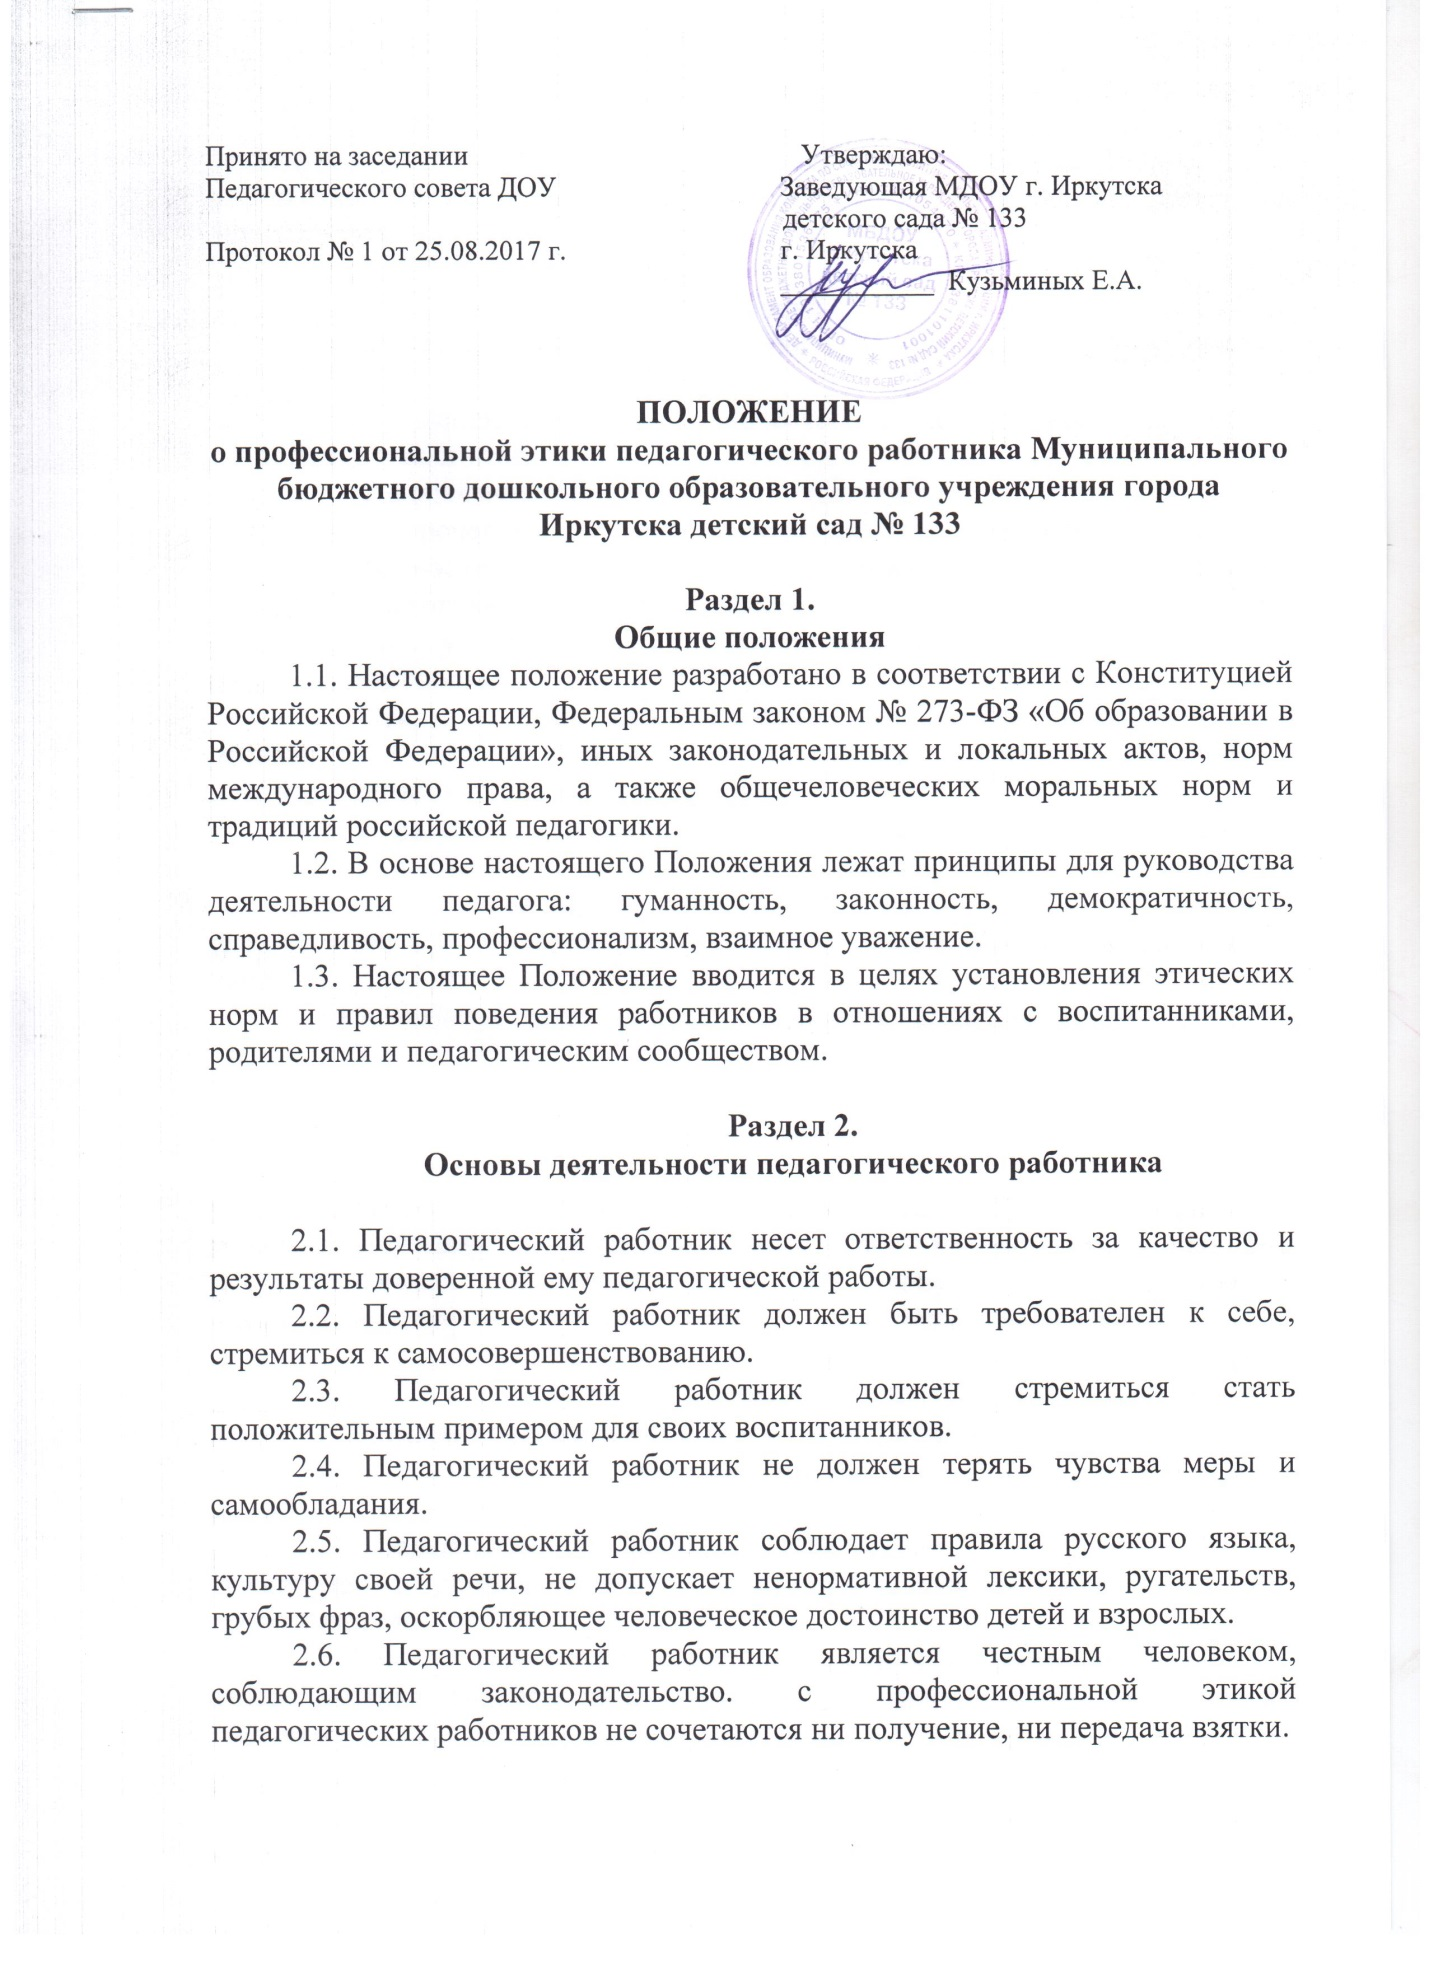 Принято на заседании
Педагогического совета ДОУ
Протокол № 1 от 25.08.2017 г.
Утверждаю:
Заведующая МДОУ г. Иркутска
детского сада № 133
г. Иркутска
____________ Кузьминых Е.А.
МБДОУ
133
ПОЛОЖЕНИЕ
о профессиональной этики педагогического работника Муниципального
бюджетного дошкольного образовательного учреждения города
Иркутска детский сад № 133
Раздел 1.
Общие положения
1.1. Настоящее положение разработано в соответствии с Конституцией
Российской Федерации, Федеральным законом № 273-ФЗ «Об образовании в
Российской Федерации», иных законодательных и локальных актов, норм
международного права, а также общечеловеческих моральных норм и
традиций российской педагогики.
1.2. В основе настоящего Положения лежат принципы для руководства
деятельности педагога: гуманность, законность, демократичность,
справедливость, профессионализм, взаимное уважение.
1.3. Настоящее Положение вводится в целях установления этических
норм и правил поведения работников в отношениях с воспитанниками,
родителями и педагогическим сообществом.
Раздел 2.
Основы деятельности педагогического работника
2.1. Педагогический работник несет ответственность за качество и
результаты доверенной ему педагогической работы.
2.2. Педагогический работник должен быть требователен к себе,
стремиться к самосовершенствованию.
2.3. Педагогический работник должен стремиться стать
положительным примером для своих воспитанников.
2.4. Педагогический работник не должен терять чувства меры и
самообладания.
2.5. Педагогический работник соблюдает правила русского языка,
культуру своей речи, не допускает ненормативной лексики, ругательств,
грубых фраз, оскорбляющее человеческое достоинство детей и взрослых.
2.6. Педагогический работник является честным человеком,
соблюдающим законодательство. с профессиональной этикой
педагогических работников не сочетаются ни получение, ни передача взятки.